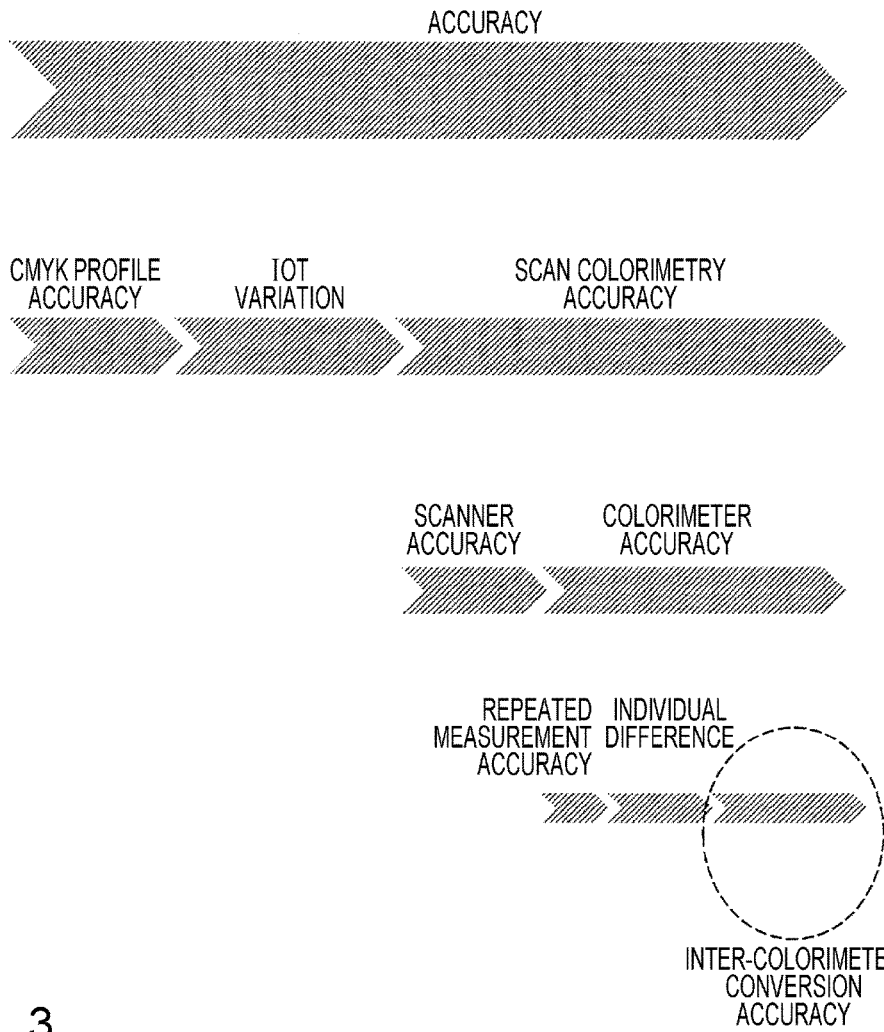 ACCURACY
CMYK PROFILE
ACCURACY
IOT
VARIATION
SCAN COLORIMETRY
ACCURACY
SCANNER
ACCURACY
COLORIMETER
ACCURACY
REPEATED
MEASUREMENT
ACCURACY
INDIVIDUAL
DIFFERENCE
INTER-COLORIMETE
CONVERSION
ACCURACY
3